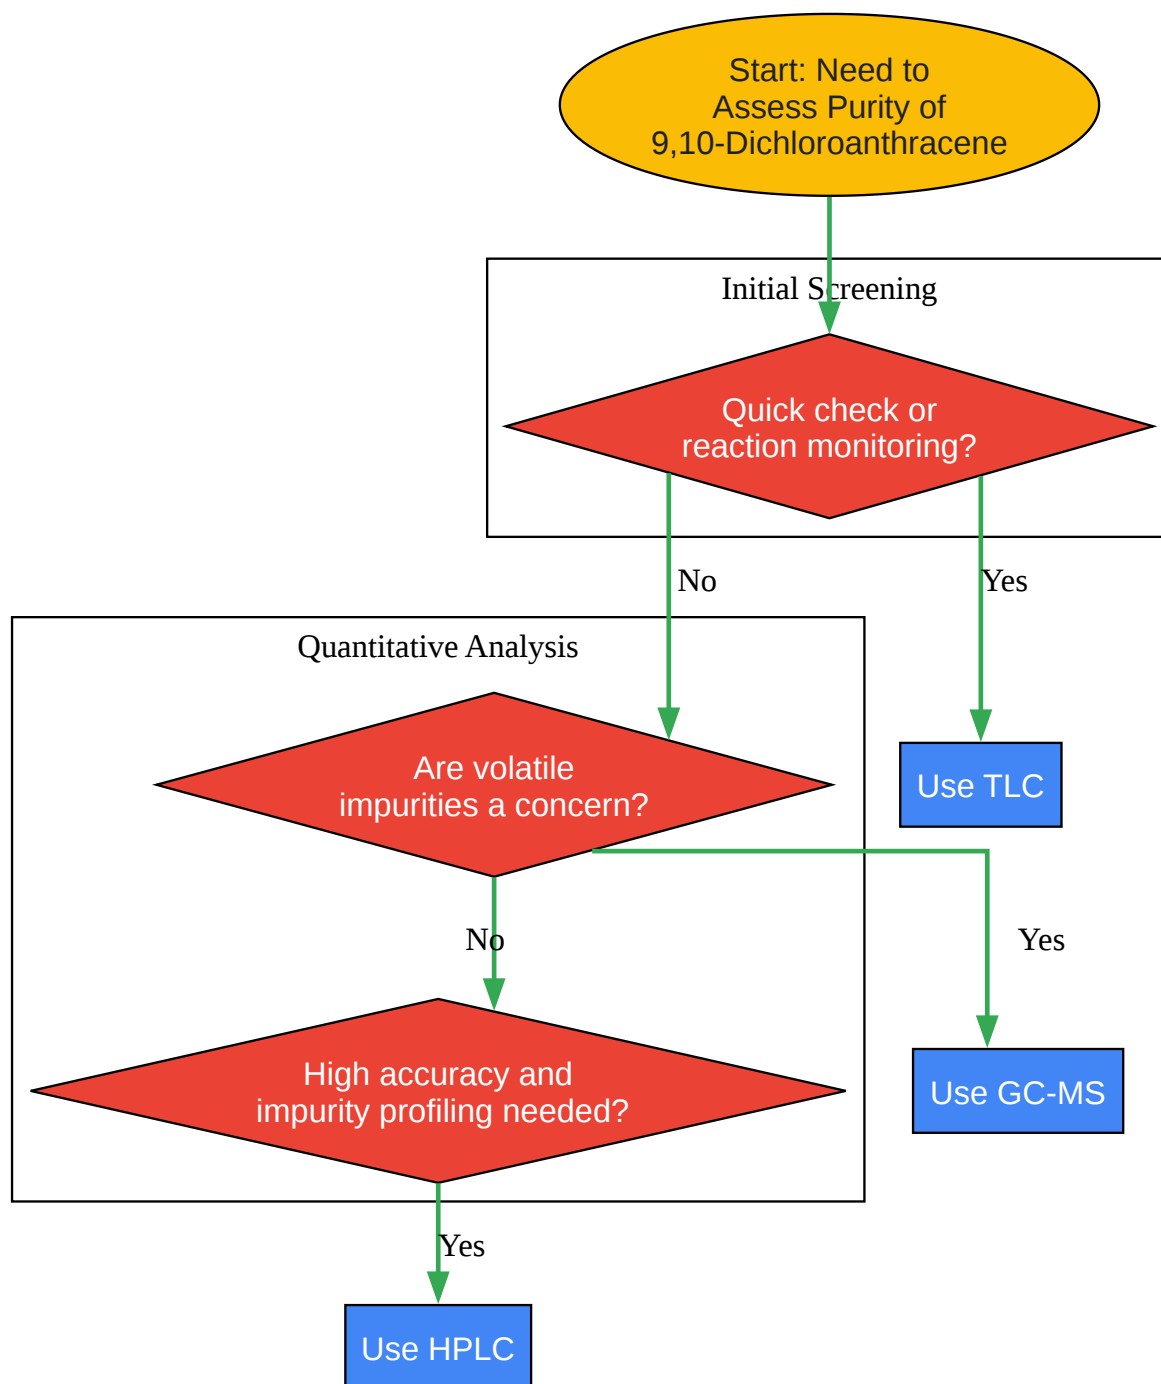 Start: Need to
Assess Purity of
9,10-Dichloroanthracene
Initial Screening
Quick check or
reaction monitoring?
No
Yes
Quantitative Analysis
Are volatile
impurities a concern?
Use TLC
No
Yes
High accuracy and
impurity profiling needed?
Use GC-MS
Yes
Use HPLC